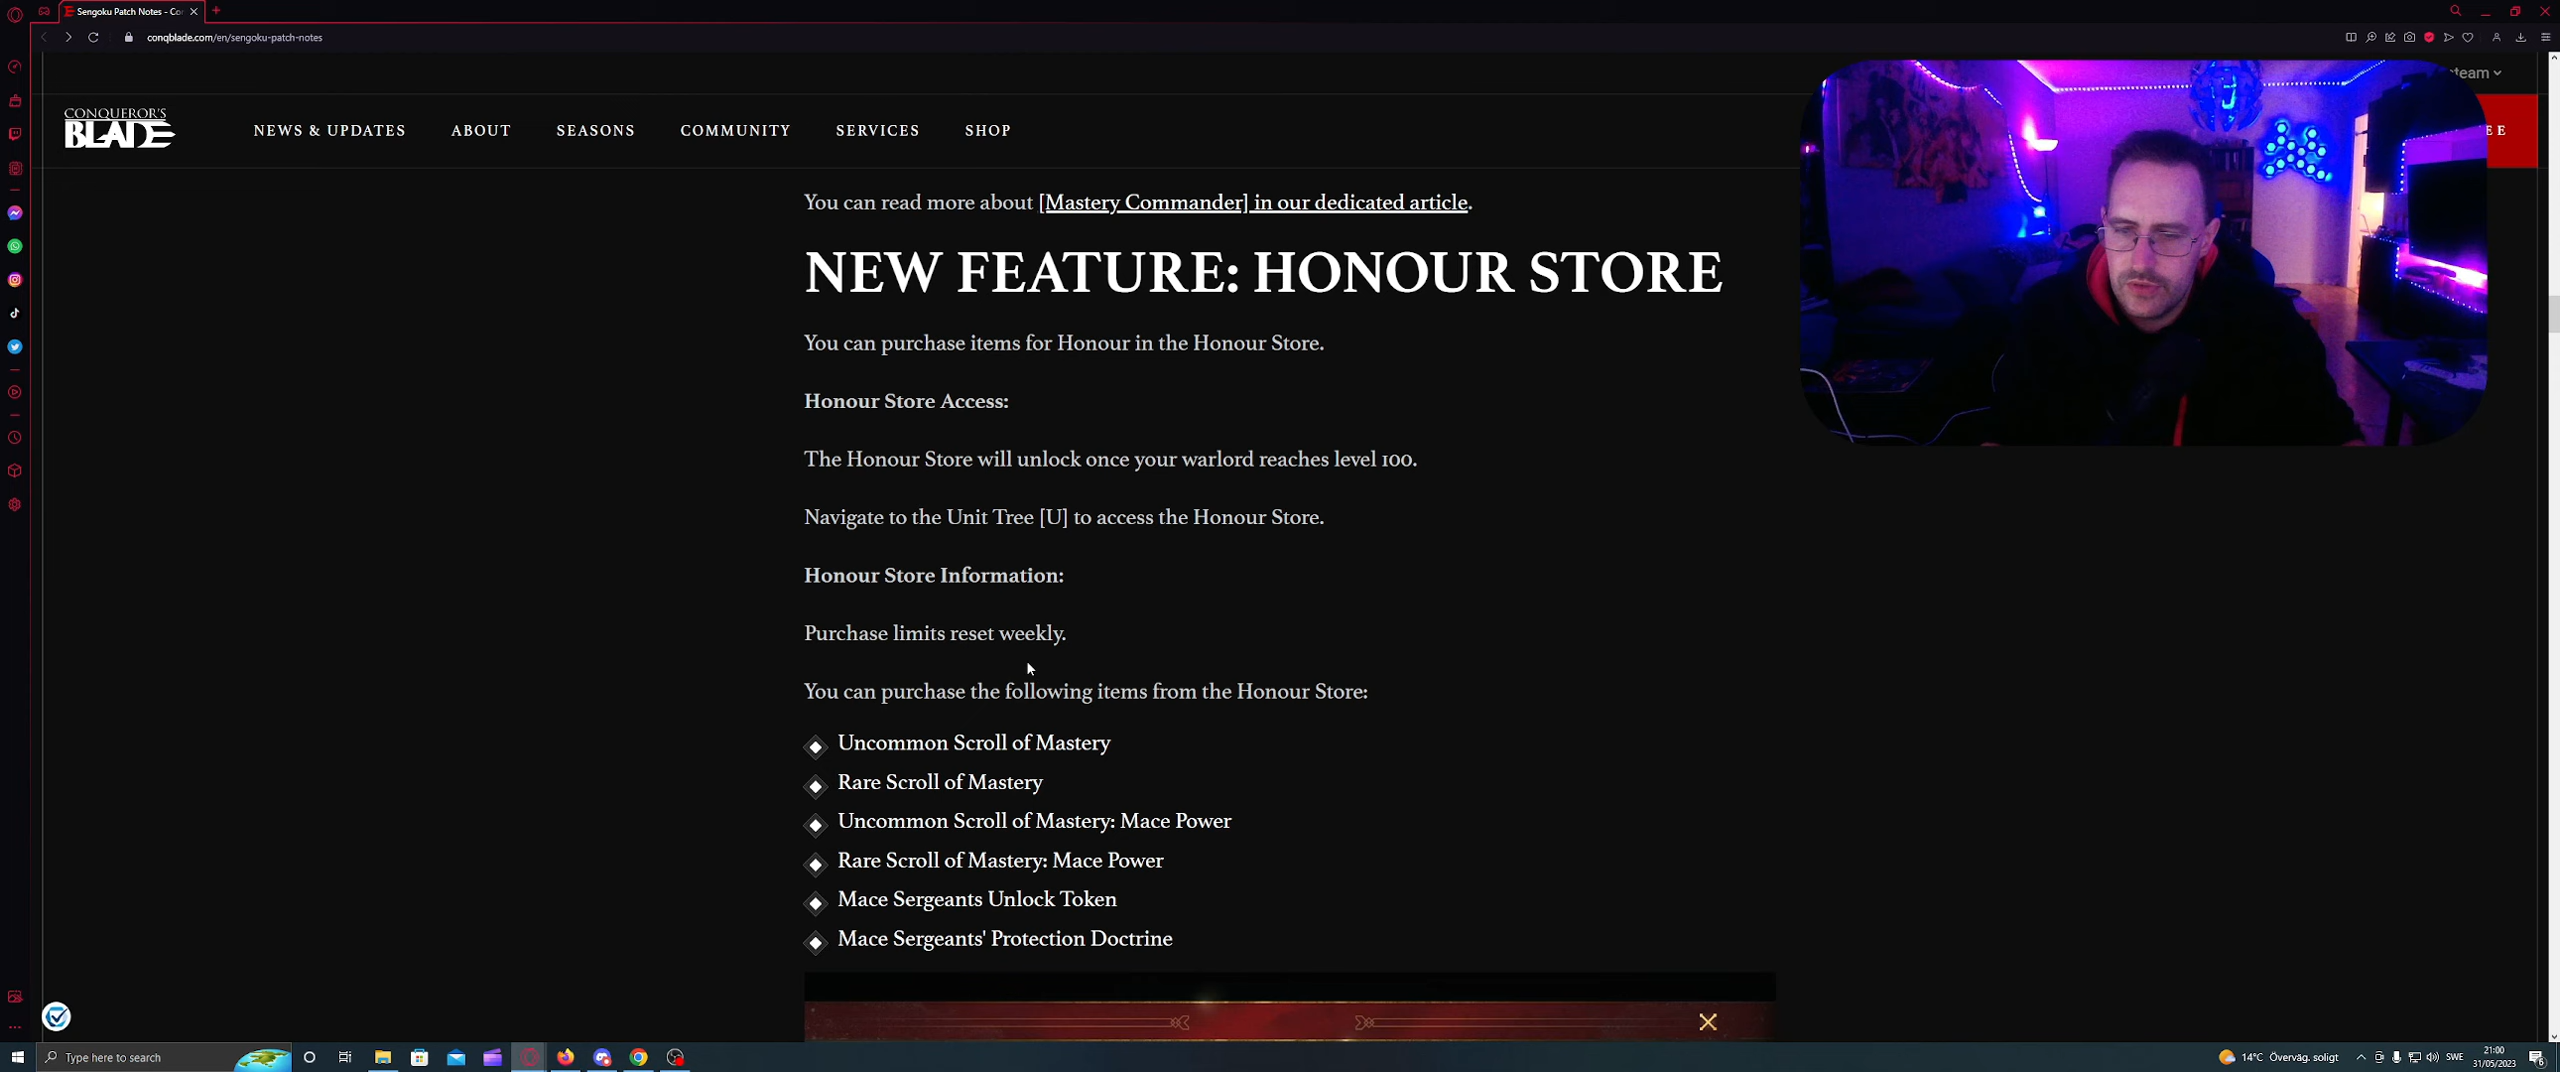 Sengoku Patch Notes - Co
conqblade.com/en/sengoku-patch-notes
team
CONQUEROR'S
BLADE
NEWS & UPDATES
ABOUT
SEASONS
COMMUNITY
SERVICES
SHOP
EE
You can read more about [Mastery Commander] in our dedicated article.
NEW FEATURE: HONOUR STORE
You can purchase items for Honour in the Honour Store.
Honour Store Access:
The Honour Store will unlock once your warlord reaches level 100.
Navigate to the Unit Tree [U] to access the Honour Store.
Honour Store Information:
Purchase limits reset weekly.
You can purchase the following items from the Honour Store:
Uncommon Scroll of Mastery
Rare Scroll of Mastery
Uncommon Scroll of Mastery: Mace Power
Rare Scroll of Mastery: Mace Power
Mace Sergeants Unlock Token
Mace Sergeants' Protection Doctrine
Type here to search
14°C Överväg. soligt
SWE
21:00
31/05/2023
6